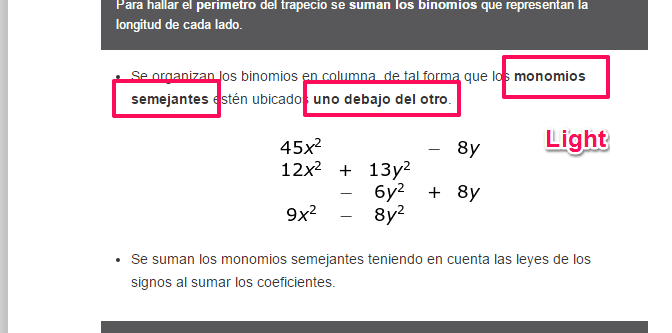 Para hallar el perímetro del trapecio se suman los binomios que representan la
longitud de cada lado.
• Se organizan los binomios en columna, de tal forma que los monomios
semejantes estén ubicados uno debajo del otro.
Light
45x² − 8y
12x² + 13y²
− 6y² + 8y
9x² − 8y²
• Se suman los monomios semejantes teniendo en cuenta las leyes de los
signos al sumar los coeficientes.